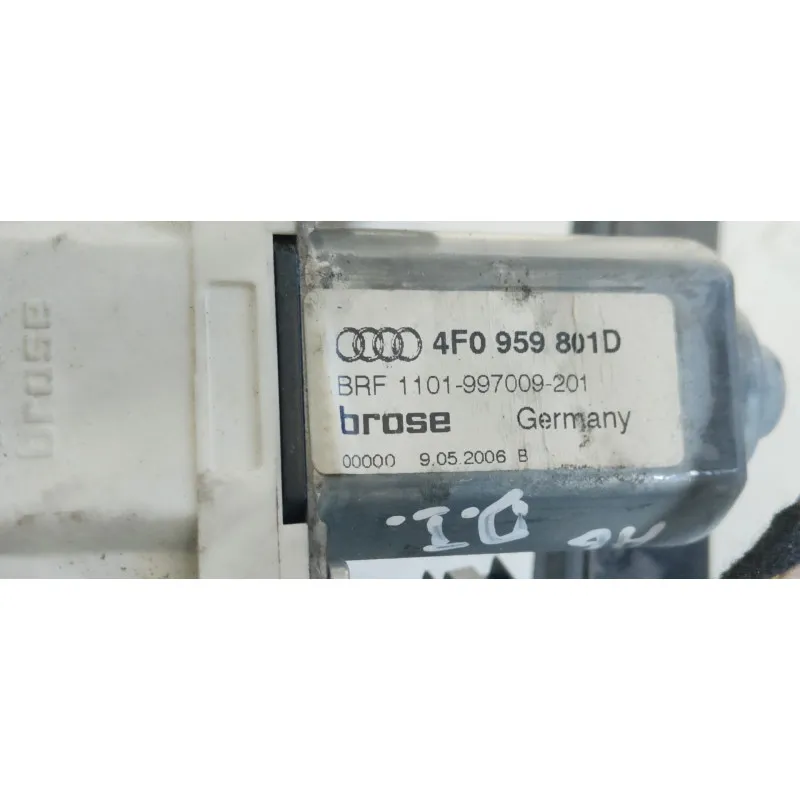 brose
4F0 959 801D
BRF 1101-997009-201
brose Germany
00000 9.05.2006 B
D.I.